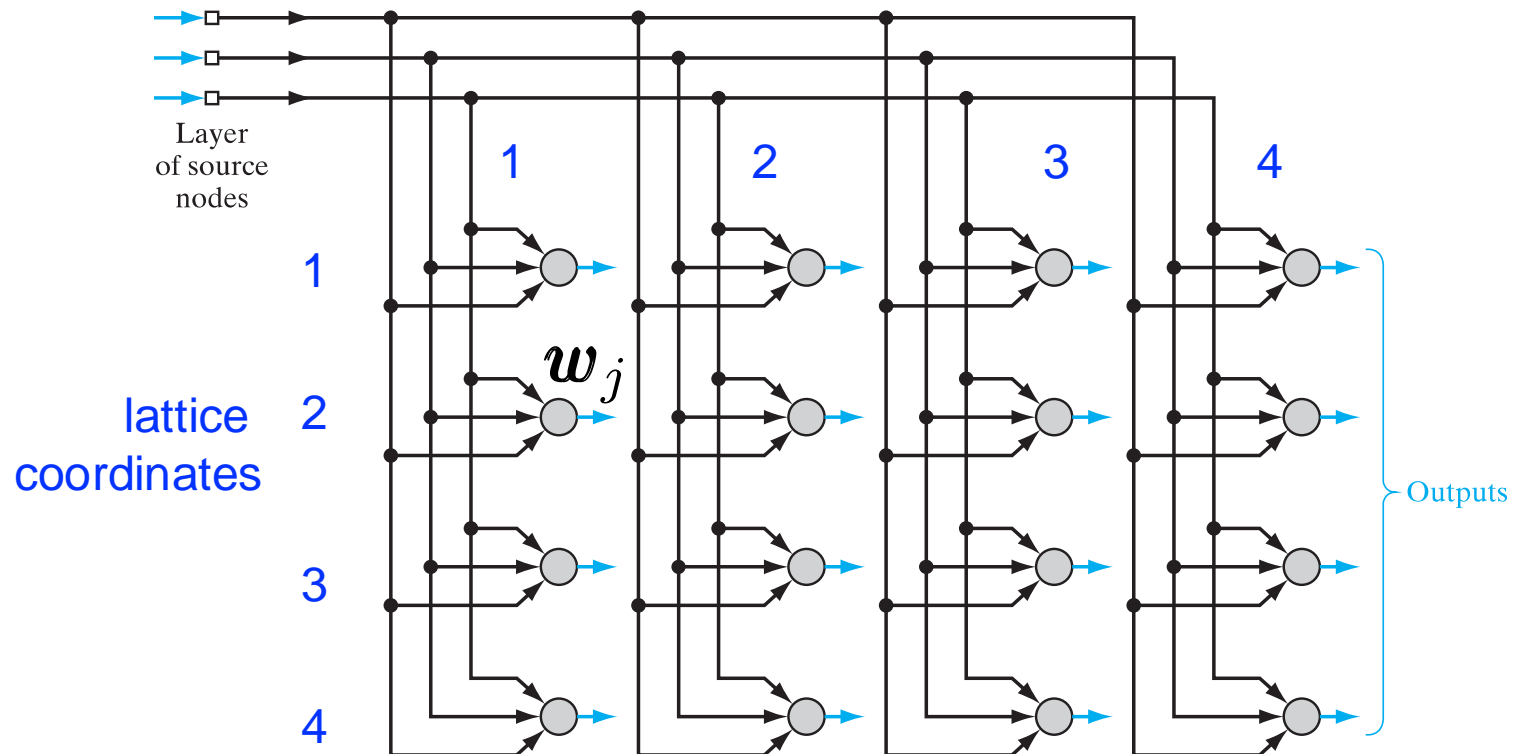 Layer
of source
nodes
1 2 3 4
1
w_j
2
lattice
coordinates
Outputs
3
4